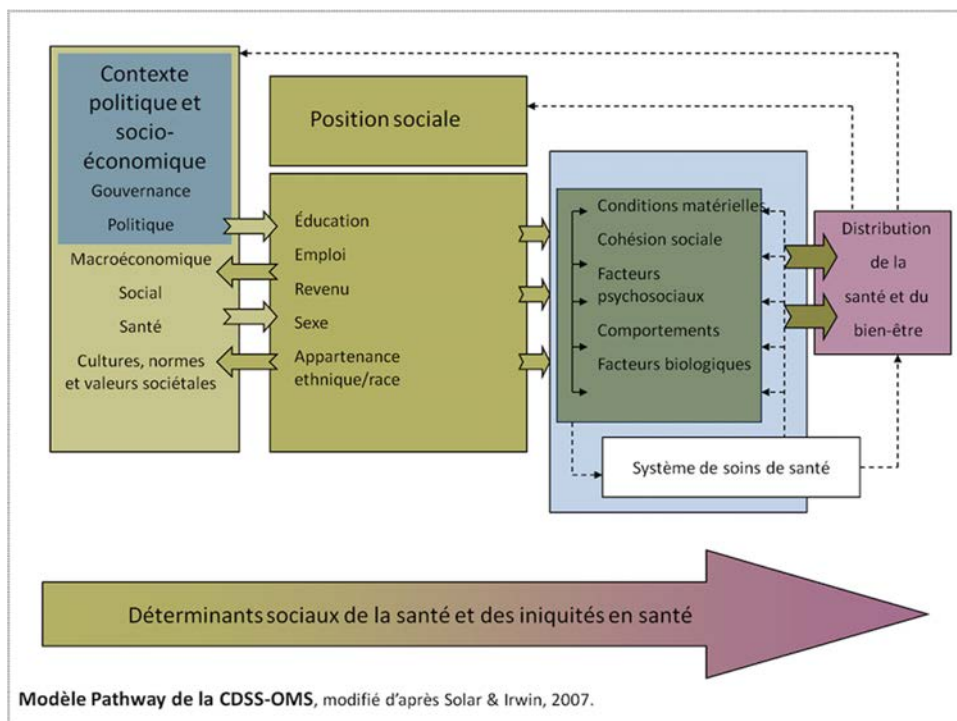 Contexte
politique et
socio-
économique
Gouvernance
Politique
Macroéconomique
Social
Santé
Cultures, normes
et valeurs sociétales
Position sociale
Éducation
Emploi
Revenu
Sexe
Appartenance
ethnique/race
Conditions matérielles
Cohésion sociale
Facteurs
psychosociaux
Comportements
Facteurs biologiques
Système de soins de santé
Distribution
de la
santé et du
bien-être
Déterminants sociaux de la santé et des iniquités en santé
Modèle Pathway de la CDSS-OMS, modifié d'après Solar & Irwin, 2007.